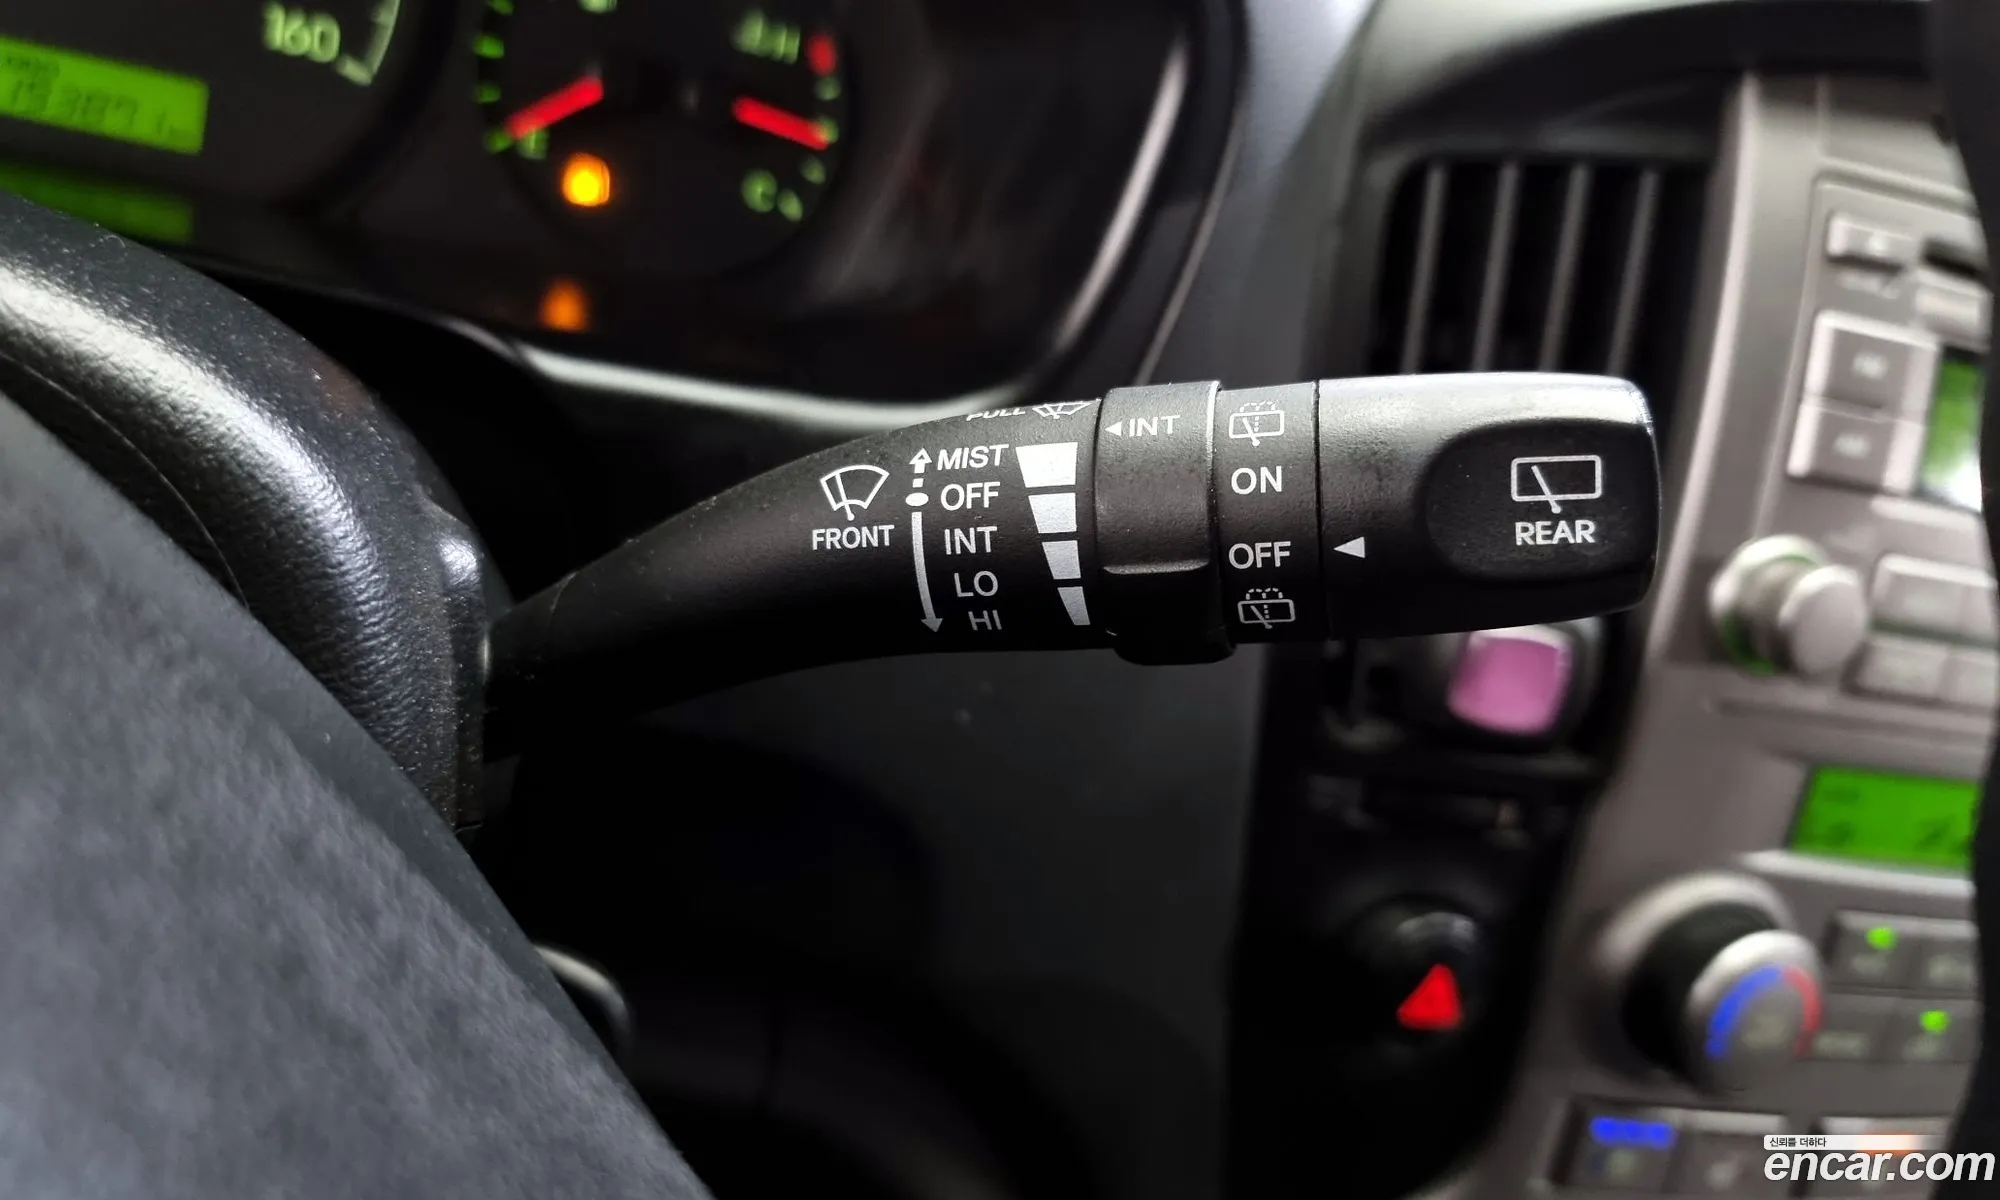 160
PULL
MIST
OFF
INT
LO
HI
FRONT
INT
ON
OFF
REAR
신뢰를 더하다
encar.com